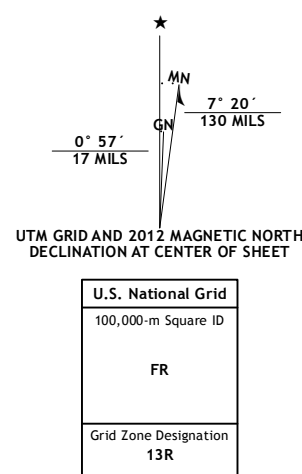 ★
MN
7° 20´
130 MILS
GN
0° 57´
17 MILS
UTM GRID AND 2012 MAGNETIC NORTH
DECLINATION AT CENTER OF SHEET
U.S. National Grid
100,000-m Square ID
FR
Grid Zone Designation
13R